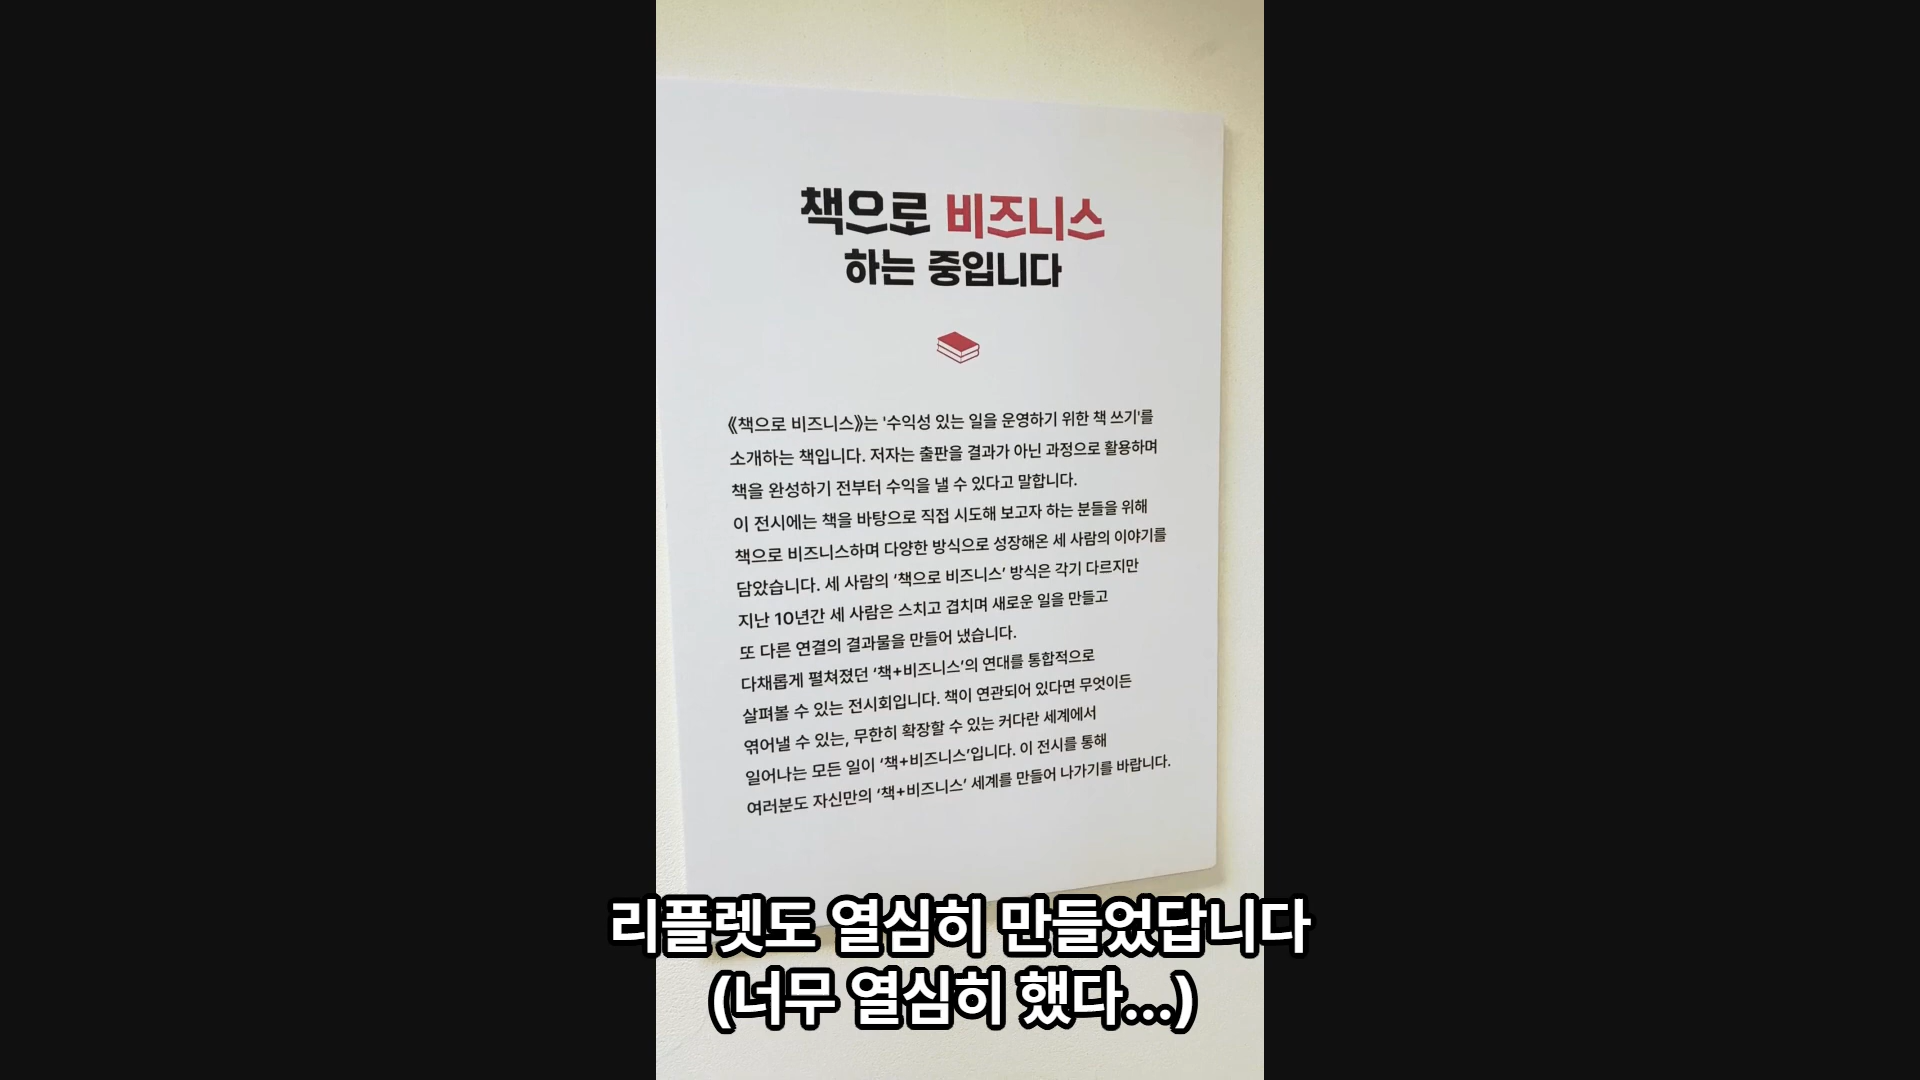 책으로 비즈니스
하는 중입니다
《책으로 비즈니스》는 '수익성 있는 일을 운영하기 위한 책 쓰기'를
소개하는 책입니다. 저자는 출판을 결과가 아닌 과정으로 활용하며
책을 완성하기 전부터 수익을 낼 수 있다고 말합니다.
이 전시에는 책을 바탕으로 직접 시도해 보고자 하는 분들을 위해
책으로 비즈니스하며 다양한 방식으로 성장해온 세 사람의 이야기를
담았습니다. 세 사람의 ‘책으로 비즈니스’ 방식은 각기 다르지만
지난 10년간 세 사람은 스치고 겹치며 새로운 일을 만들고
또 다른 연결의 결과물을 만들어 냈습니다.
다채롭게 펼쳐졌던 ‘책+비즈니스’의 연대를 통합적으로
살펴볼 수 있는 전시회입니다. 책이 연관되어 있다면 무엇이든
엮어낼 수 있는, 무한히 확장할 수 있는 커다란 세계에서
일어나는 모든 일이 ‘책+비즈니스’입니다. 이 전시를 통해
여러분도 자신만의 ‘책+비즈니스’ 세계를 만들어 나가기를 바랍니다.
리플렛도 열심히 만들었답니다
(너무 열심히 했다...)